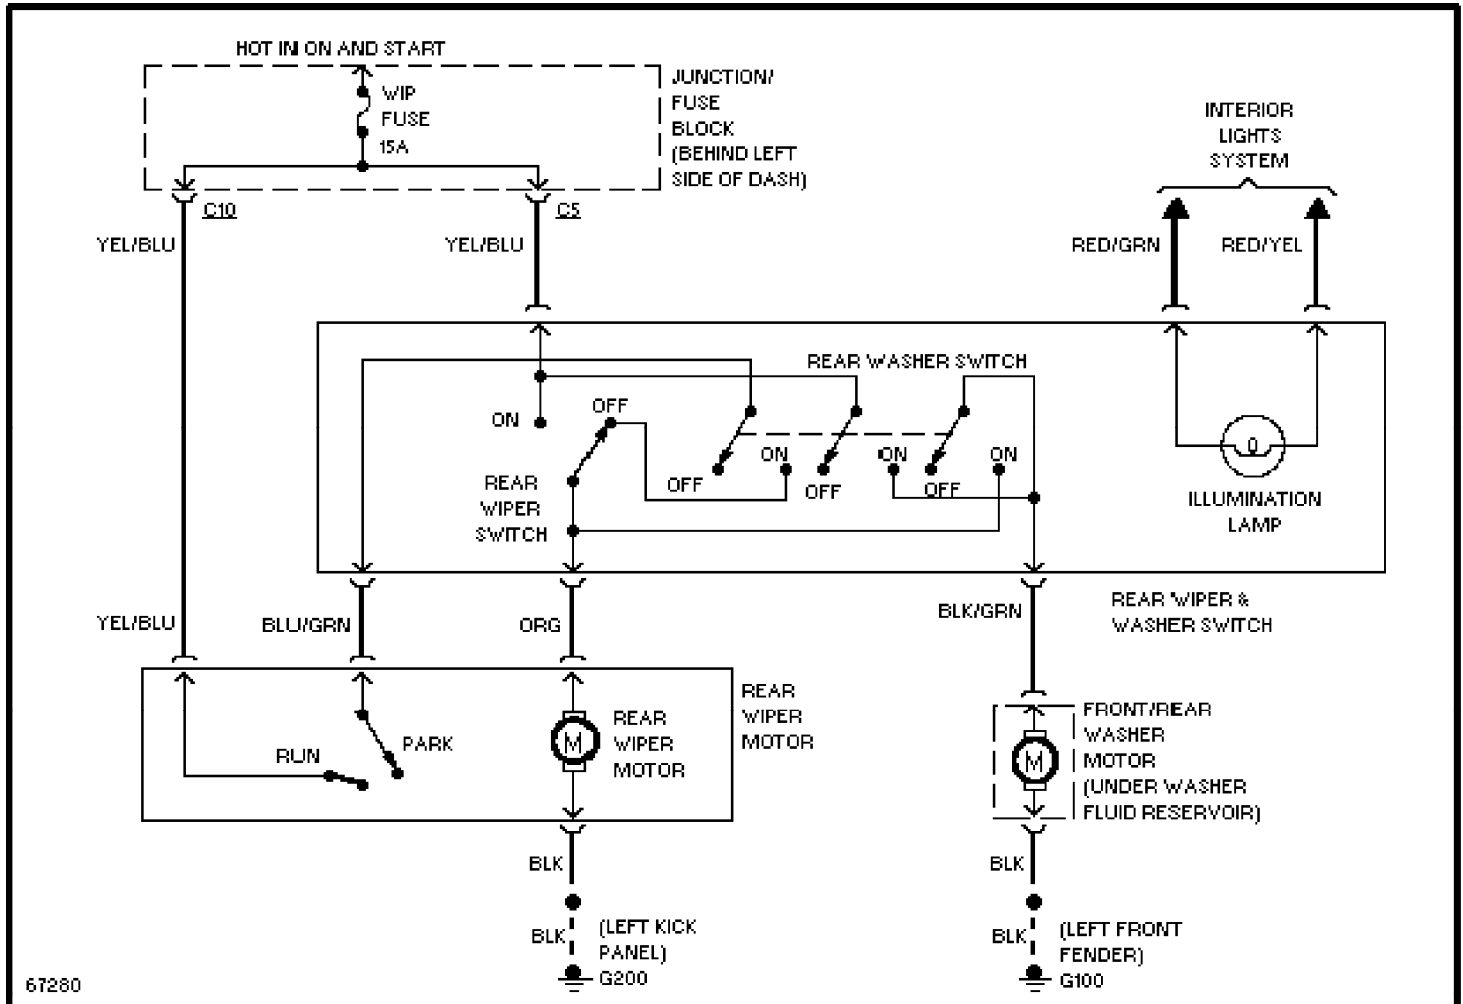 HOT IN ON AND START
WIP
FUSE
15A
JUNCTION/
FUSE
BLOCK
(BEHIND LEFT
SIDE OF DASH)
INTERIOR
LIGHTS
SYSTEM
C10
C5
YEL/BLU
YEL/BLU
RED/GRN
RED/YEL
REAR WASHER SWITCH
ON
OFF
REAR
WIPER
SWITCH
OFF
ON
OFF
ON
OFF
ON
ILLUMINATION
LAMP
YEL/BLU
BLU/GRN
ORG
BLK/GRN
REAR WIPER &
WASHER SWITCH
RUN
PARK
REAR
WIPER
MOTOR
M
REAR
WIPER
MOTOR
M
FRONT/REAR
WASHER
MOTOR
(UNDER WASHER
FLUID RESERVOIR)
BLK
BLK
BLK
(LEFT KICK
PANEL)
G200
BLK
(LEFT FRONT
FENDER)
G100
67280